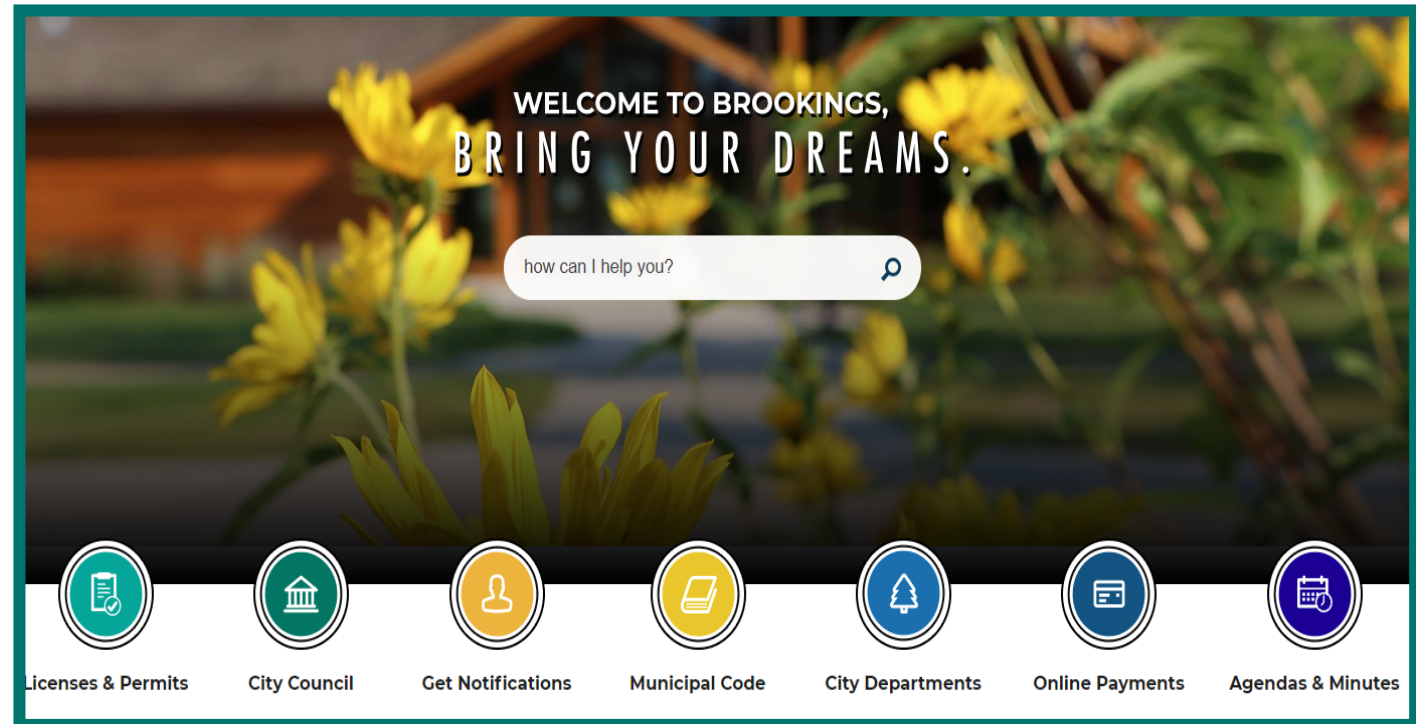 WELCOME TO BROOKINGS,
BRING YOUR DREAMS.
how can I help you?
Licenses & Permits
City Council
Get Notifications
Municipal Code
City Departments
Online Payments
Agendas & Minutes